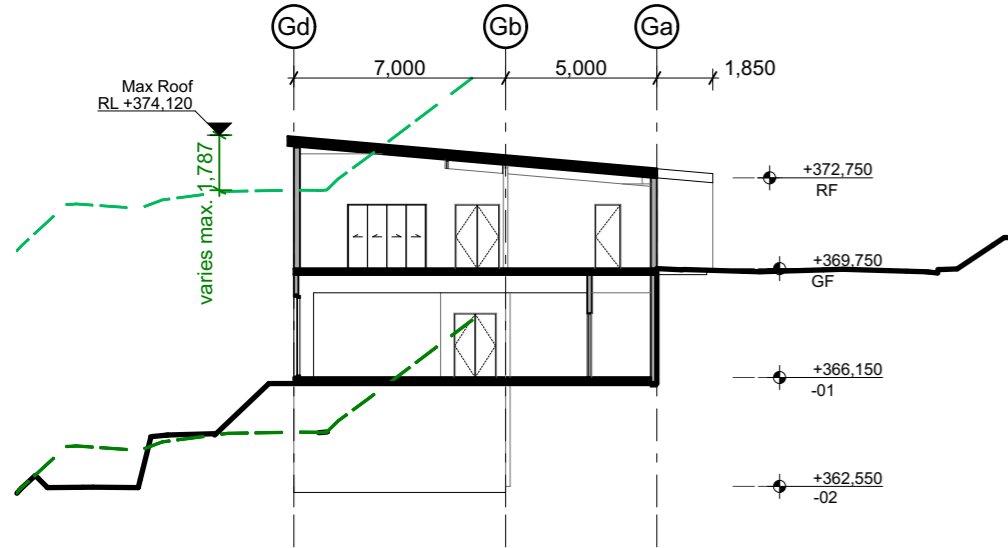 Gd Gb Ga
7,000 5,000 1,850
Max Roof
RL +374,120
varies max. 1,787
+372,750
RF
+369,750
GF
+366,150
-01
+362,550
-02